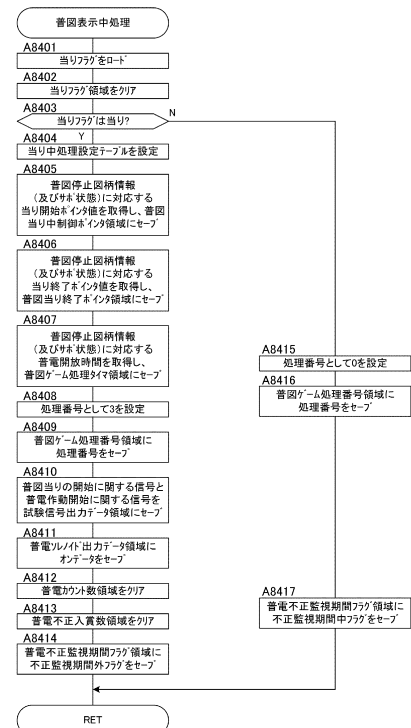 普図表示中処理
A8401
当りフラグをロード
A8402
当りフラグ領域をクリア
A8403
当りフラグは当り?
N
Y
A8404
当り中処理設定テーブルを設定
A8405
普図停止図柄情報
(及びサポ状態)に対応する
当り開始ポインタ値を取得し、普図
当り中制御ポインタ領域にセーブ
A8406
普図停止図柄情報
(及びサポ状態)に対応する
当り終了ポインタ値を取得し、
普図当り終了ポインタ領域にセーブ
A8407
普図停止図柄情報
(及びサポ状態)に対応する
普電開放時間を取得し、
普図ゲーム処理タイマ領域にセーブ
A8408
処理番号として3を設定
A8409
普図ゲーム処理番号領域に
処理番号をセーブ
A8410
普図当りの開始に関する信号と
普電作動開始に関する信号を
試験信号出力データ領域にセーブ
A8411
普電ソレノイド出力データ領域に
オンデータをセーブ
A8412
普電カウント数領域をクリア
A8413
普電不正入賞数領域をクリア
A8414
普電不正監視期間フラグ領域に
不正監視期間外フラグをセーブ
A8415
処理番号として0を設定
A8416
普図ゲーム処理番号領域に
処理番号をセーブ
A8417
普電不正監視期間フラグ領域に
不正監視期間中フラグをセーブ
RET